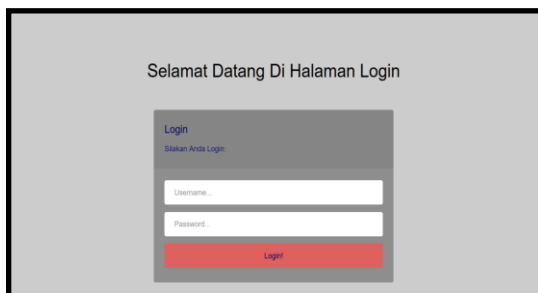 Selamat Datang Di Halaman Login
Login
Silakan Anda Login:
Username...
Password...
Login!